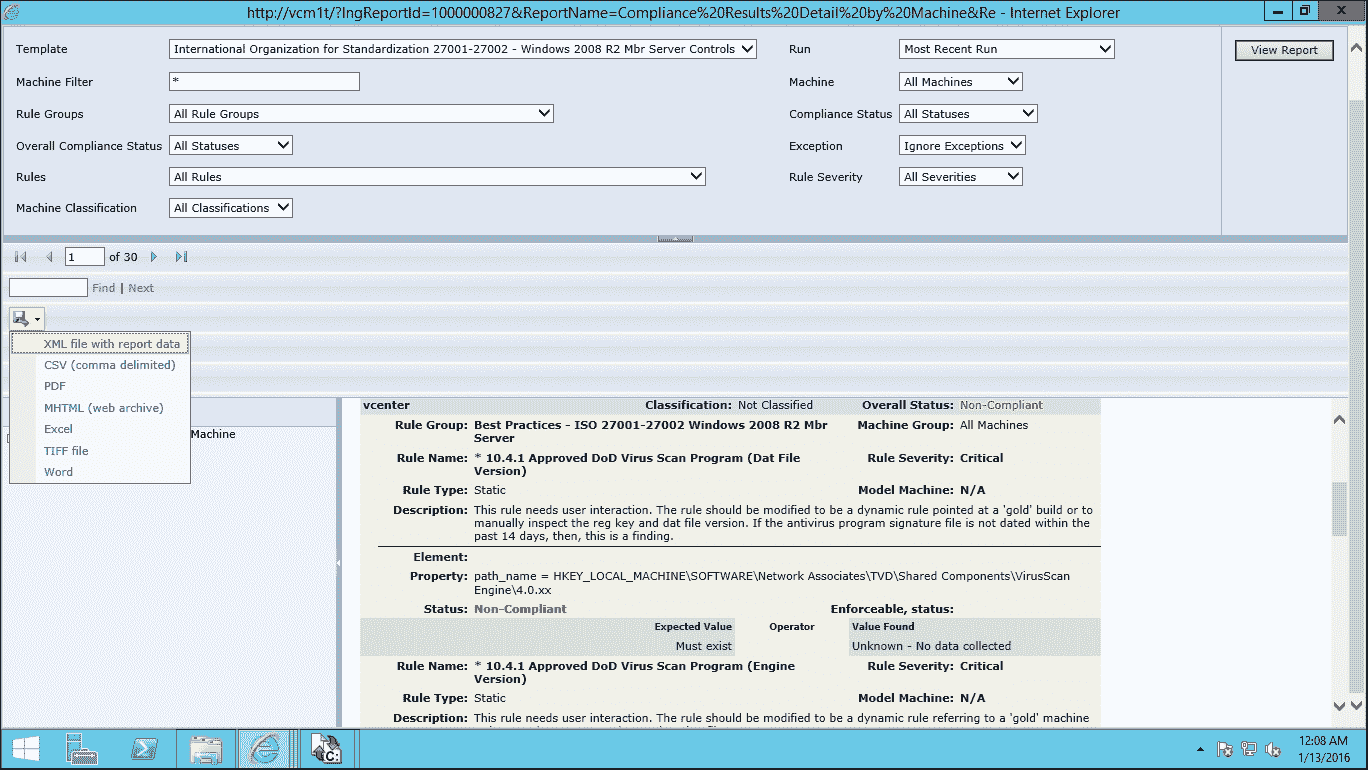 http://vcm1t/?lngReportId=1000000827&ReportName=Compliance%20Results%20Detail%20by%20Machine&Re - Internet Explorer
Template International Organization for Standardization 27001-27002 - Windows 2008 R2 Mbr Server Controls Run Most Recent Run View Report
Machine Filter * Machine All Machines
Rule Groups All Rule Groups Compliance Status All Statuses
Overall Compliance Status All Statuses Exception Ignore Exceptions
Rules All Rules Rule Severity All Severities
Machine Classification All Classifications
1 of 30
Find | Next
XML file with report data
CSV (comma delimited)
PDF
MHTML (web archive)
Excel
TIFF file
Word
Machine
vcenter Classification: Not Classified Overall Status: Non-Compliant
Rule Group: Best Practices - ISO 27001-27002 Windows 2008 R2 Mbr Machine Group: All Machines
Server
Rule Name: * 10.4.1 Approved DoD Virus Scan Program (Dat File Rule Severity: Critical
Version)
Rule Type: Static Model Machine: N/A
Description: This rule needs user interaction. The rule should be modified to be a dynamic rule pointed at a 'gold' build or to
manually inspect the reg key and dat file version. If the antivirus program signature file is not dated within the
past 14 days, then, this is a finding.
Element:
Property: path_name = HKEY_LOCAL_MACHINE\SOFTWARE\Network Associates\TVD\Shared Components\VirusScan
Engine\4.0.xx
Status: Non-Compliant Enforceable, status:
Expected Value Operator Value Found
Must exist Unknown - No data collected
Rule Name: * 10.4.1 Approved DoD Virus Scan Program (Engine Rule Severity: Critical
Version)
Rule Type: Static Model Machine: N/A
Description: This rule needs user interaction. The rule should be modified to be a dynamic rule referring to a 'gold' machine
C:\
12:08 AM
1/13/2016